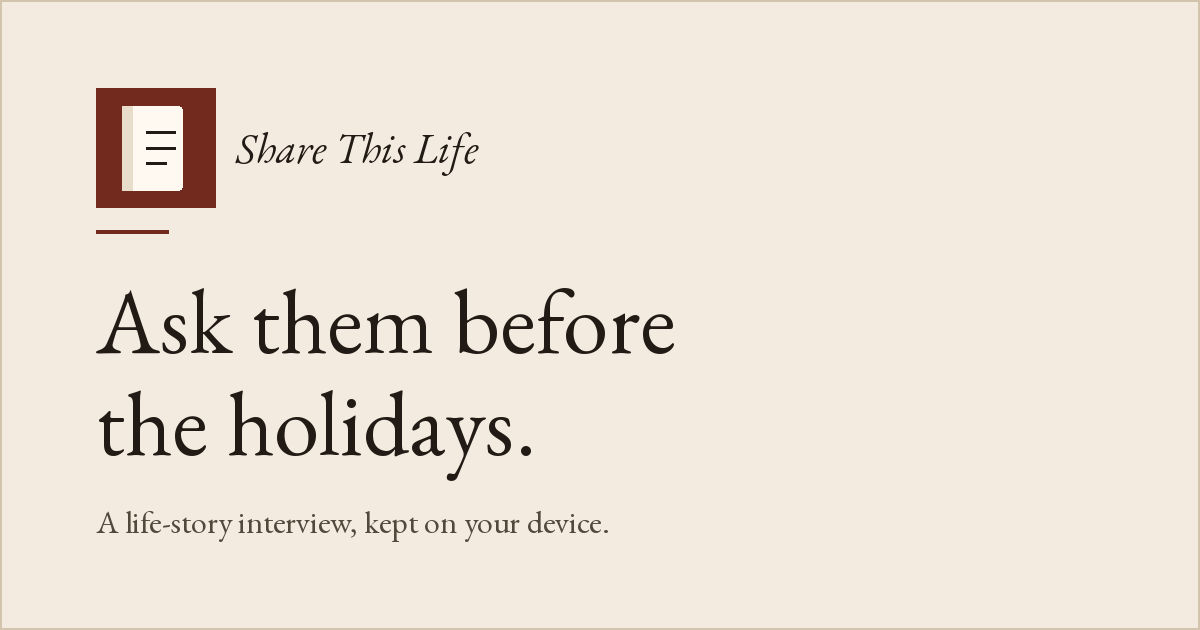 Share This Life
Ask them before
the holidays.
A life-story interview, kept on your device.